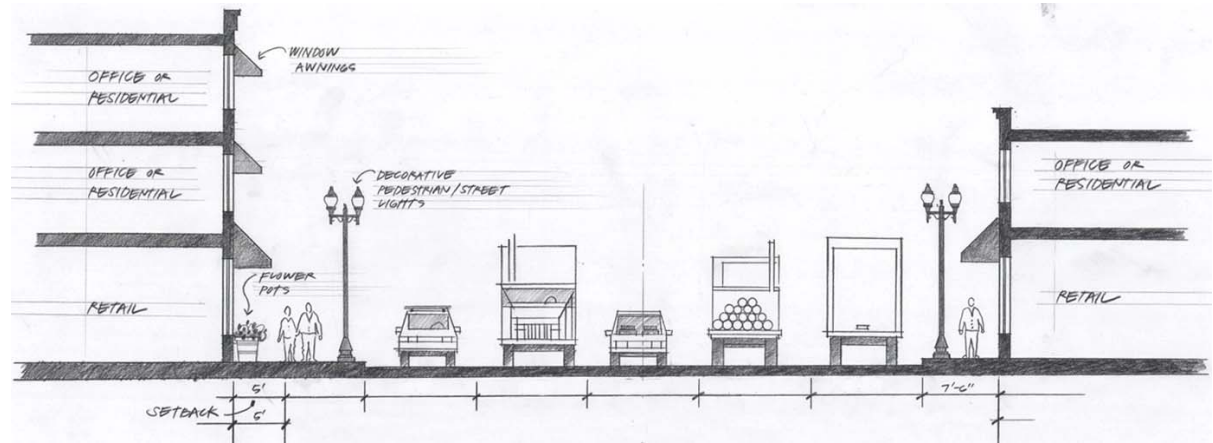 WINDOW
AWNINGS
OFFICE OR
RESIDENTIAL
OFFICE OR
RESIDENTIAL
DECORATIVE
PEDESTRIAN/STREET
LIGHTS
OFFICE OR
RESIDENTIAL
FLOWER
POTS
RETAIL
RETAIL
5'
7'-6"
SETBACK